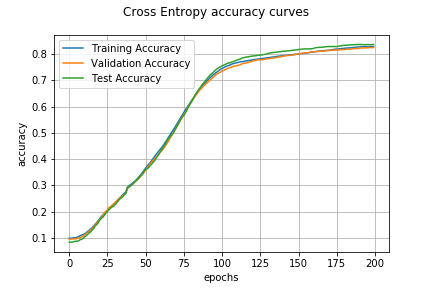 Cross Entropy accuracy curves
Training Accuracy
Validation Accuracy
Test Accuracy
accuracy
0.8
0.7
0.6
0.5
0.4
0.3
0.2
0.1
0 25 50 75 100 125 150 175 200
epochs